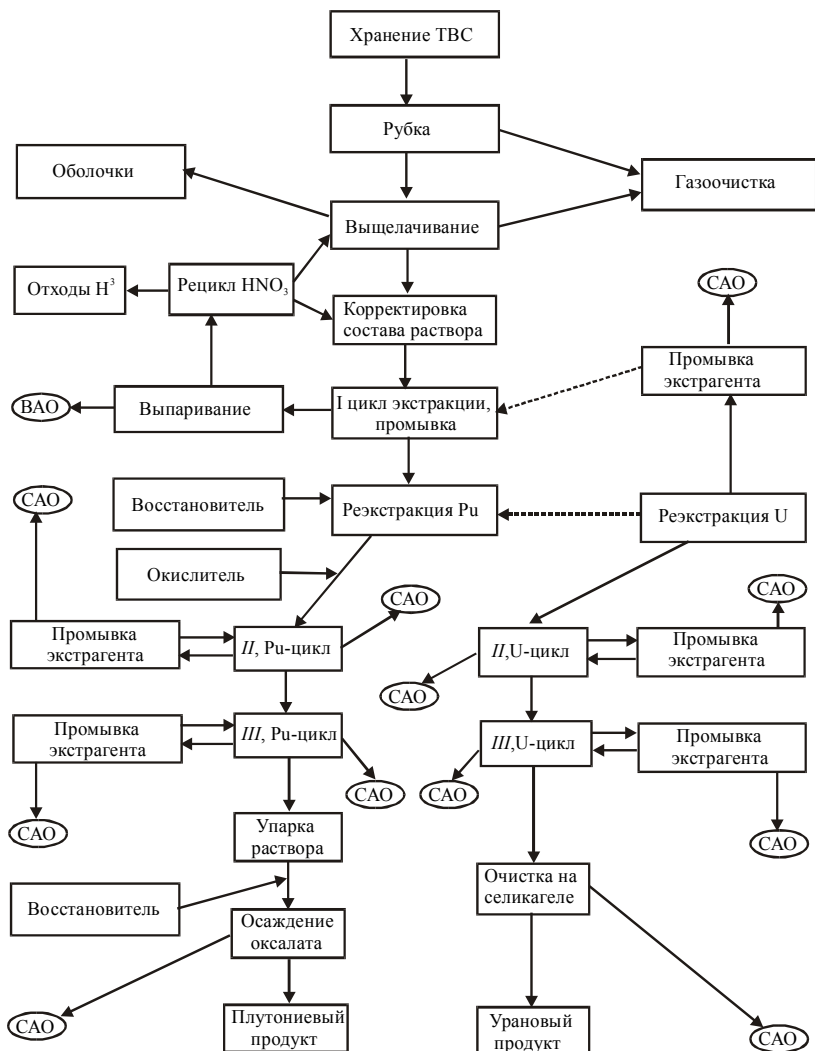 Хранение ТВС
Рубка
Оболочки
Газоочистка
Выщелачивание
Отходы H³
Рецикл HNO₃
САО
Корректировка
состава раствора
Промывка
экстрагента
ВАО
Выпаривание
I цикл экстракции,
промывка
САО
Восстановитель
Реэкстракция Pu
Реэкстракция U
Окислитель
САО
САО
Промывка
экстрагента
II, Pu-цикл
II,U-цикл
Промывка
экстрагента
САО
Промывка
экстрагента
III, Pu-цикл
III,U-цикл
Промывка
экстрагента
САО
САО
САО
САО
Упарка
раствора
Очистка на
селикагеле
Восстановитель
Осаждение
оксалата
САО
Плутониевый
продукт
Урановый
продукт
САО